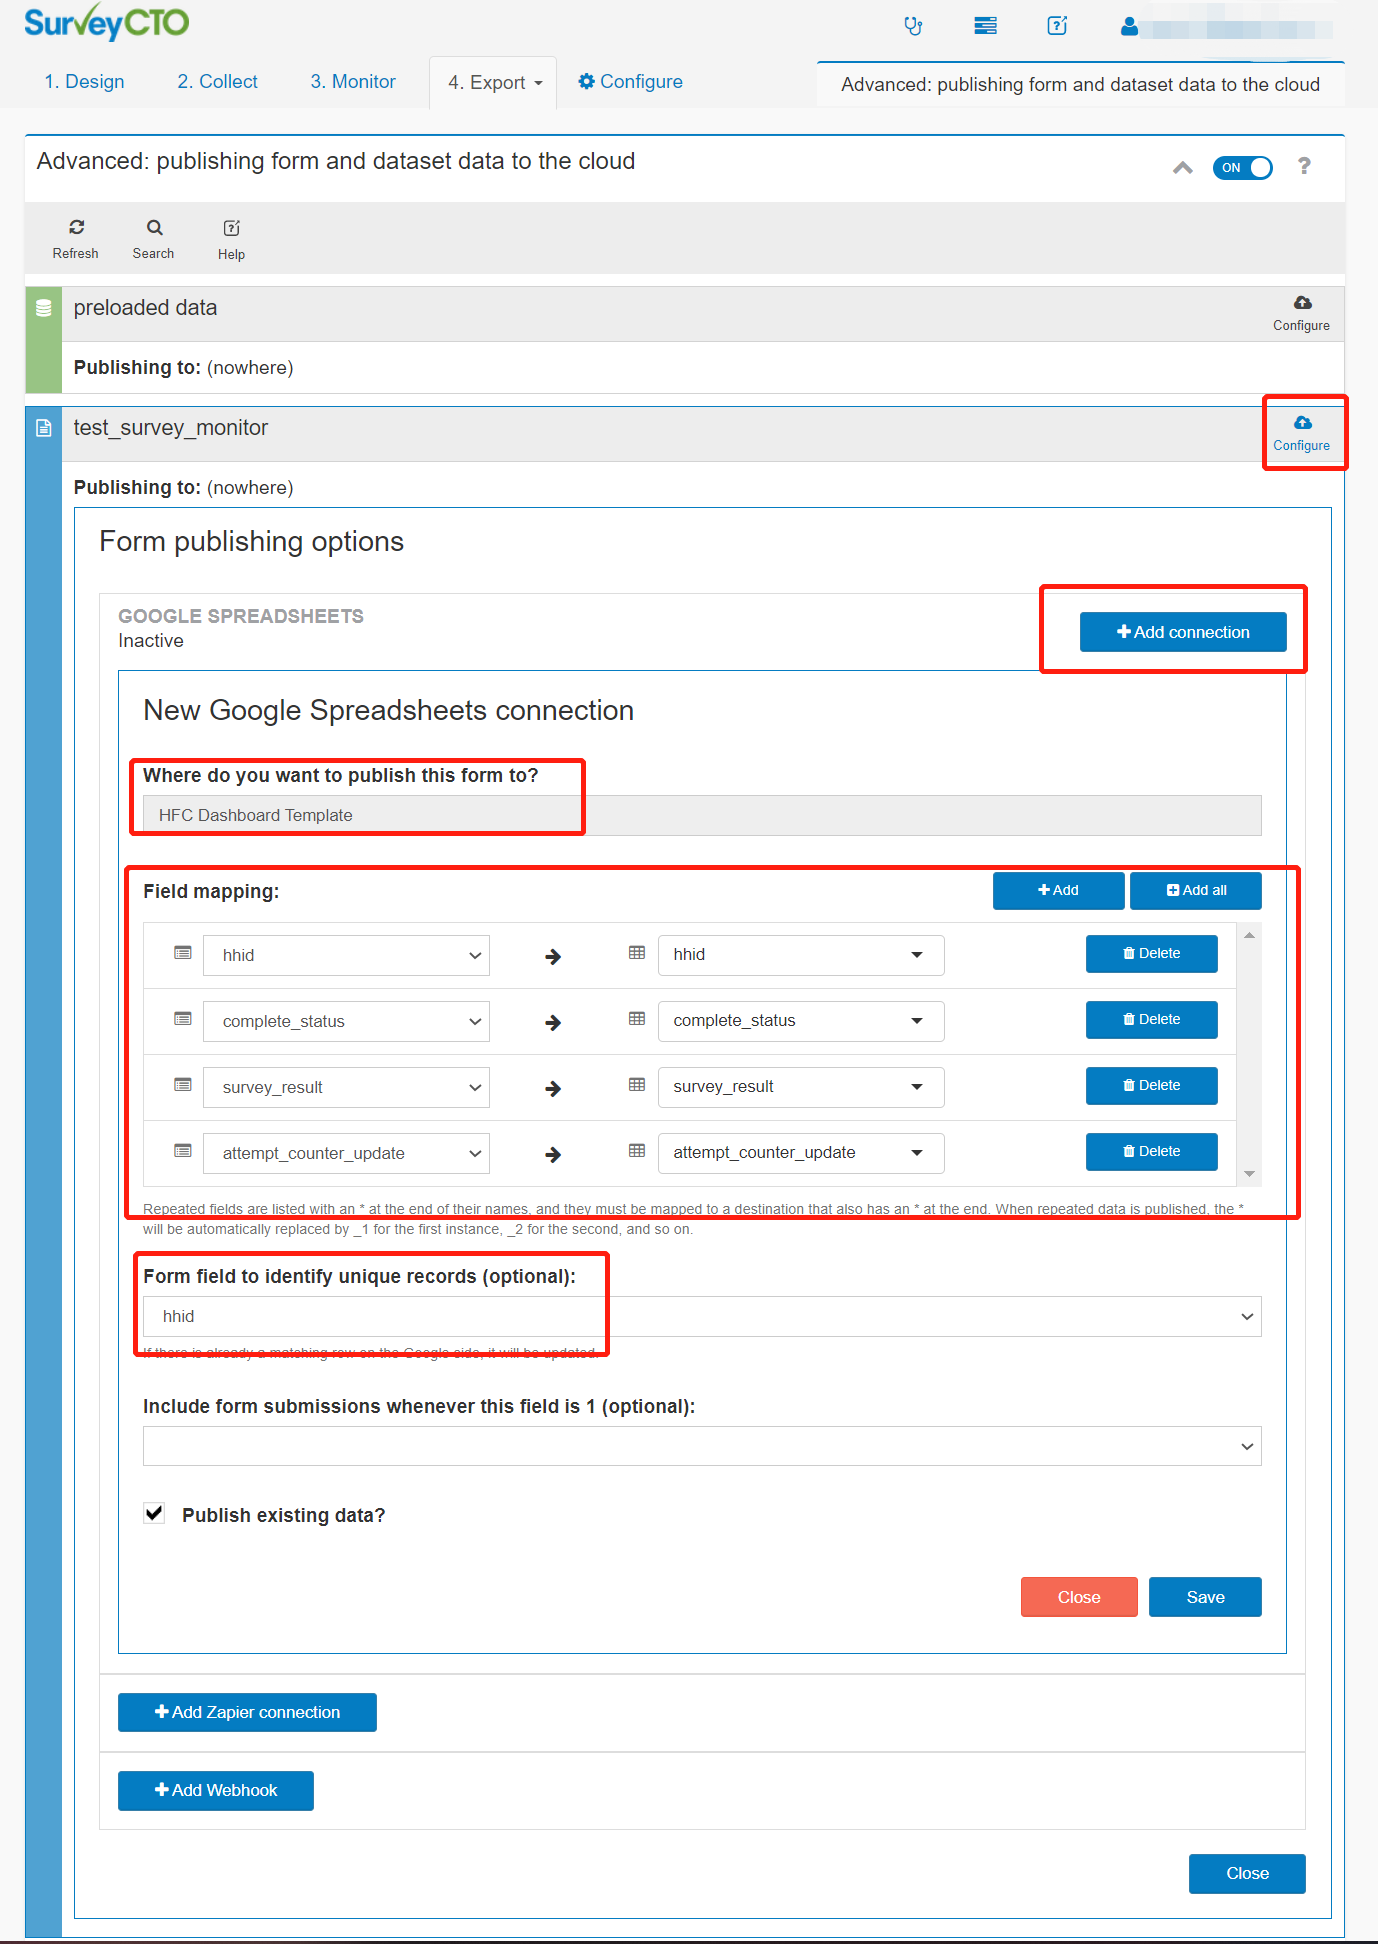 SurveyCTO
1. Design
2. Collect
3. Monitor
4. Export
Configure
Advanced: publishing form and dataset data to the cloud
Advanced: publishing form and dataset data to the cloud
ON
?
Refresh
Search
Help
preloaded data
Configure
Publishing to: (nowhere)
test_survey_monitor
Configure
Publishing to: (nowhere)
Form publishing options
GOOGLE SPREADSHEETS
Inactive
Add connection
New Google Spreadsheets connection
Where do you want to publish this form to?
HFC Dashboard Template
Field mapping:
Add
Add all
hhid
hhid
Delete
complete_status
complete_status
Delete
survey_result
survey_result
Delete
attempt_counter_update
attempt_counter_update
Delete
Repeated fields are listed with an * at the end of their names, and they must be mapped to a destination that also has an * at the end. When repeated data is published, the *
will be automatically replaced by _1 for the first instance, _2 for the second, and so on.
Form field to identify unique records (optional):
hhid
If there is already a matching row on the Google side, it will be updated.
Include form submissions whenever this field is 1 (optional):
Publish existing data?
Close
Save
Add Zapier connection
Add Webhook
Close